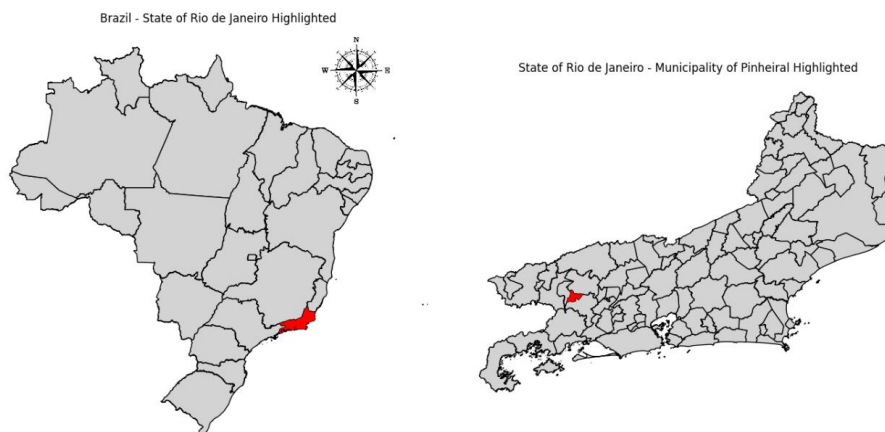 Brazil - State of Rio de Janeiro Highlighted
N
W
E
S
State of Rio de Janeiro - Municipality of Pinheiral Highlighted